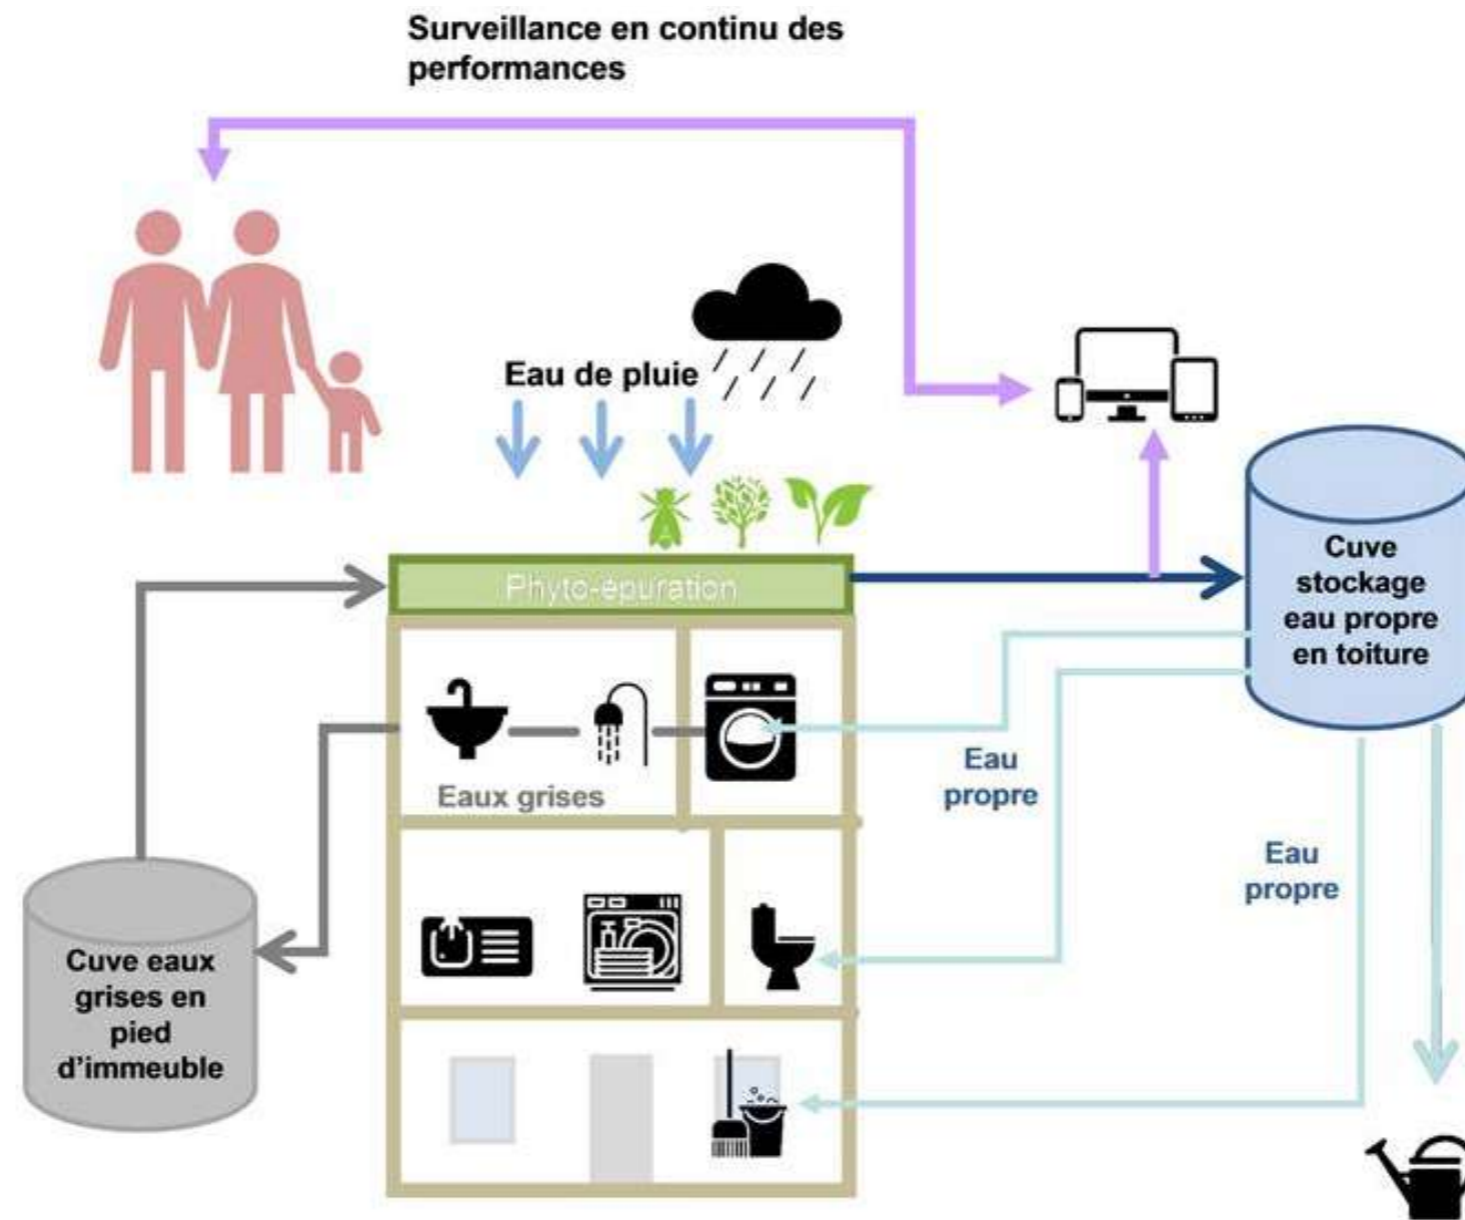 Surveillance en continu des
performances
Eau de pluie
Phyto-épuration
Cuve
stockage
eau propre
en toiture
Eau
propre
Eaux grises
Eau
propre
Cuve eaux
grises en
pied
d'immeuble